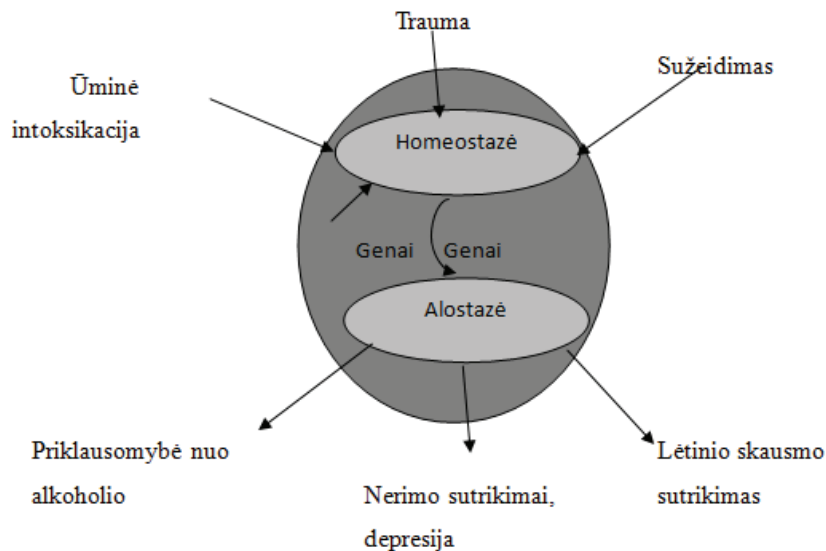 Trauma
Sužeidimas
Ūminė
intoksikacija
Homeostazė
Genai
Genai
Alostazė
Priklausomybė nuo
alkoholio
Nerimo sutrikimai,
depresija
Lėtinio skausmo
sutrikimas